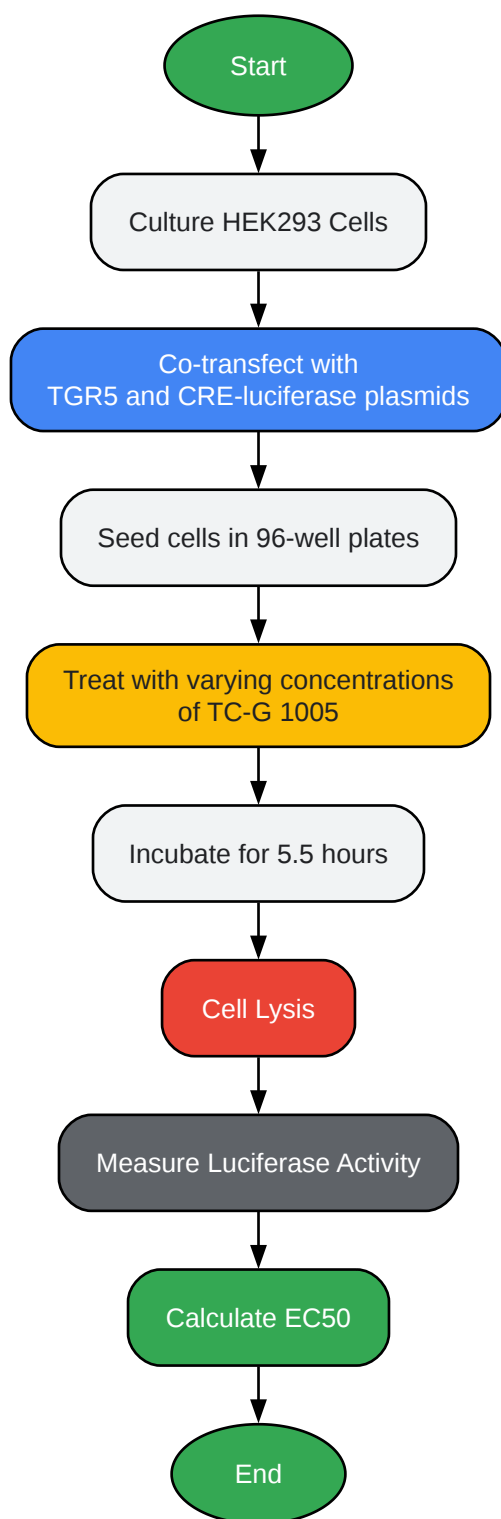 Start
Culture HEK293 Cells
Co-transfect with
TGR5 and CRE-luciferase plasmids
Seed cells in 96-well plates
Treat with varying concentrations
of TC-G 1005
Incubate for 5.5 hours
Cell Lysis
Measure Luciferase Activity
Calculate EC50
End